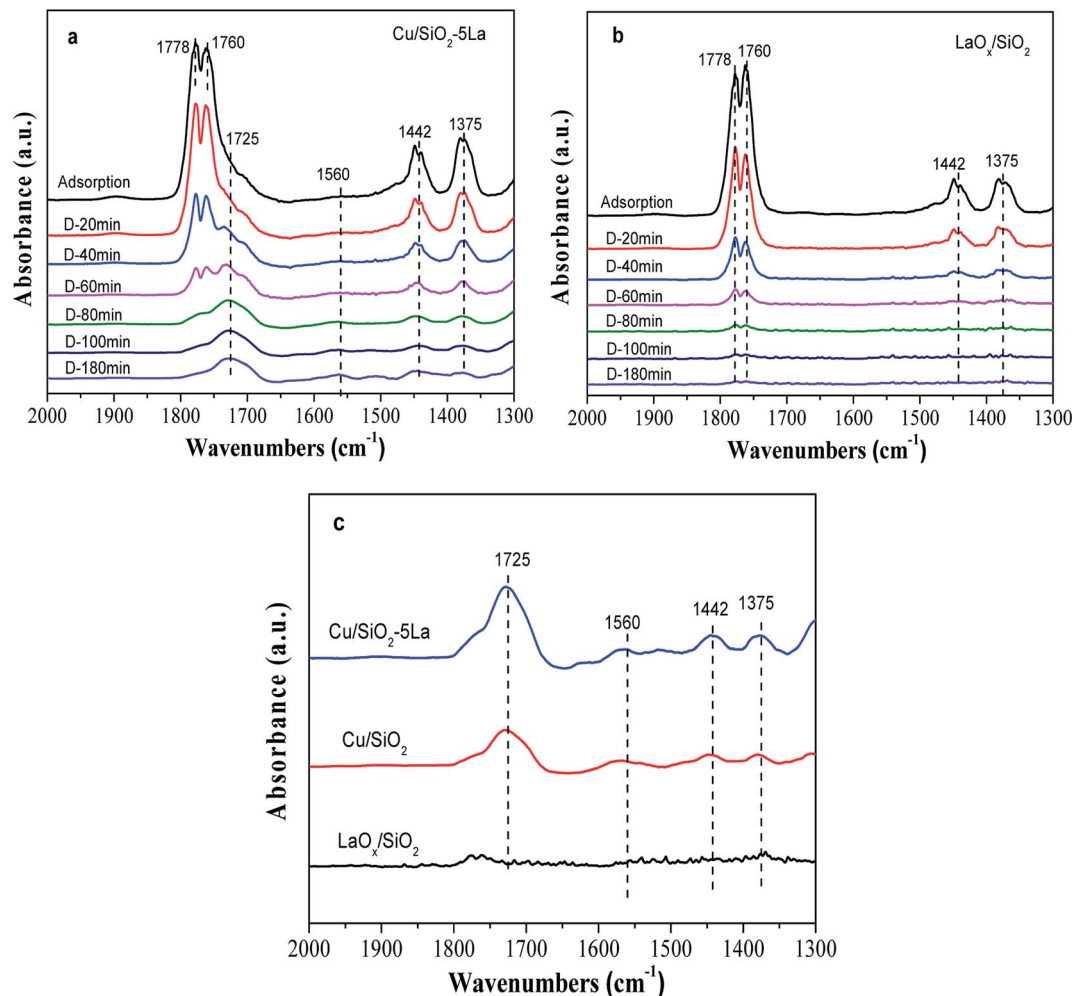 a
Cu/SiO₂-5La
1778
1760
1725
1560
1442
1375
Adsorption
D-20min
D-40min
D-60min
D-80min
D-100min
D-180min
Absorbance (a.u.)
2000 1900 1800 1700 1600 1500 1400 1300
Wavenumbers (cm⁻¹)
b
LaOₓ/SiO₂
1778
1760
1442
1375
Adsorption
D-20min
D-40min
D-60min
D-80min
D-100min
D-180min
Absorbance (a.u.)
2000 1900 1800 1700 1600 1500 1400 1300
Wavenumbers (cm⁻¹)
c
1725
1560
1442
1375
Cu/SiO₂-5La
Cu/SiO₂
LaOₓ/SiO₂
Absorbance (a.u.)
2000 1900 1800 1700 1600 1500 1400 1300
Wavenumbers (cm⁻¹)